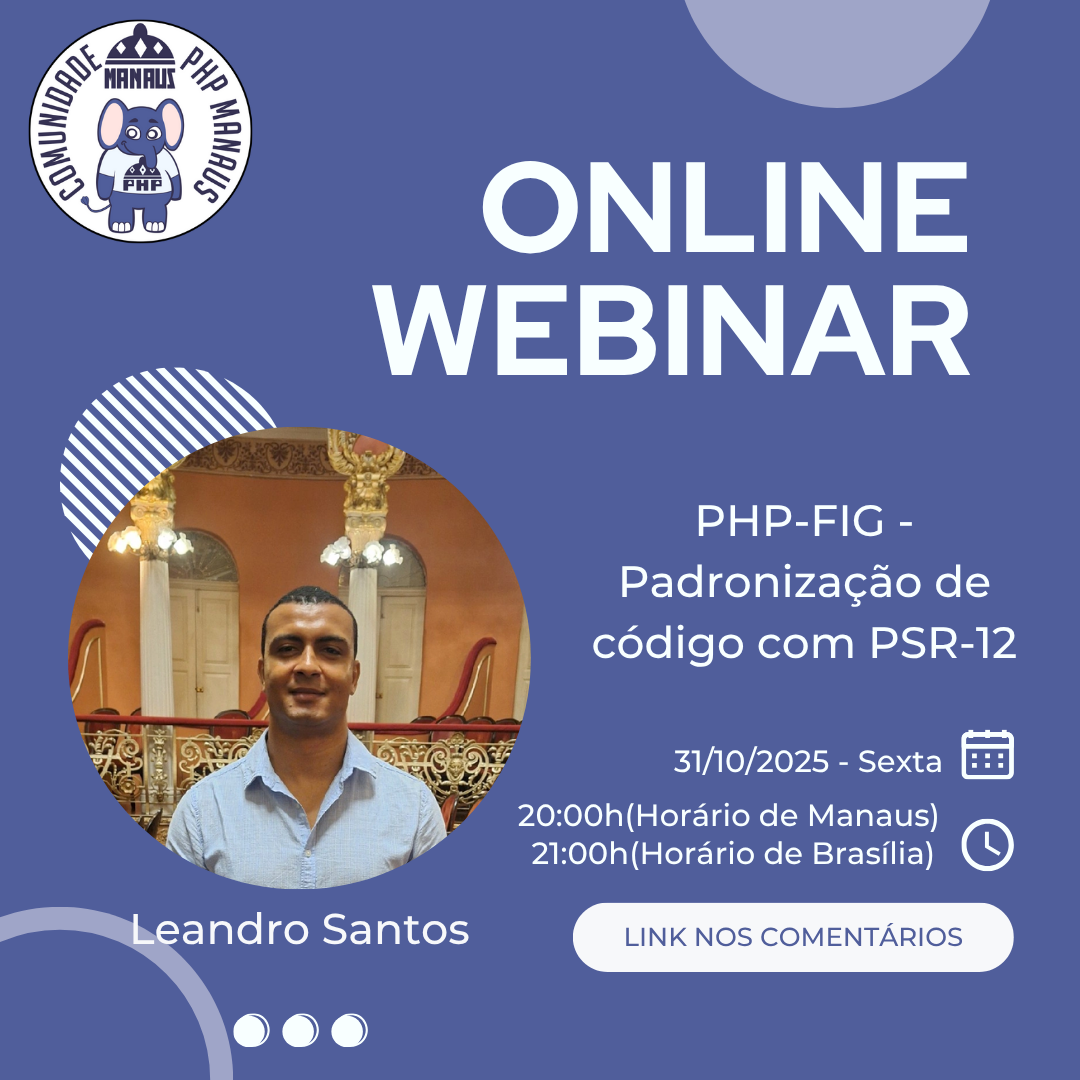 COMUNIDADE PHP MANAUS
MANAUS
PHP
ONLINE
WEBINAR
PHP-FIG -
Padronização de
código com PSR-12
31/10/2025 - Sexta
20:00h(Horário de Manaus)
21:00h(Horário de Brasília)
Leandro Santos
LINK NOS COMENTÁRIOS